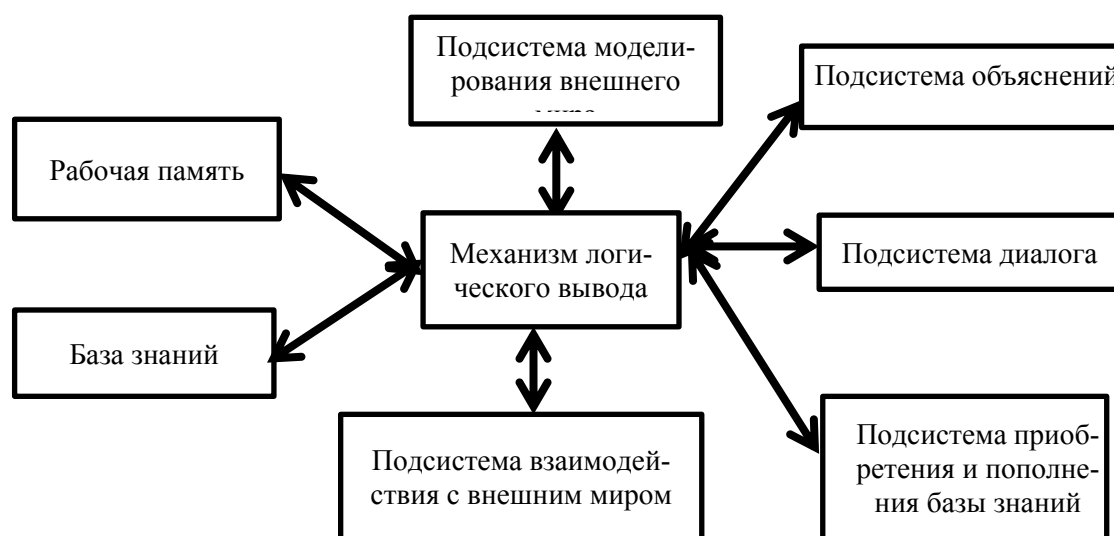 Подсистема модели-
рования внешнего
Подсистема объяснений
Рабочая память
Механизм логи-
ческого вывода
Подсистема диалога
База знаний
Подсистема взаимодей-
ствия с внешним миром
Подсистема приоб-
ретения и пополне-
ния базы знаний